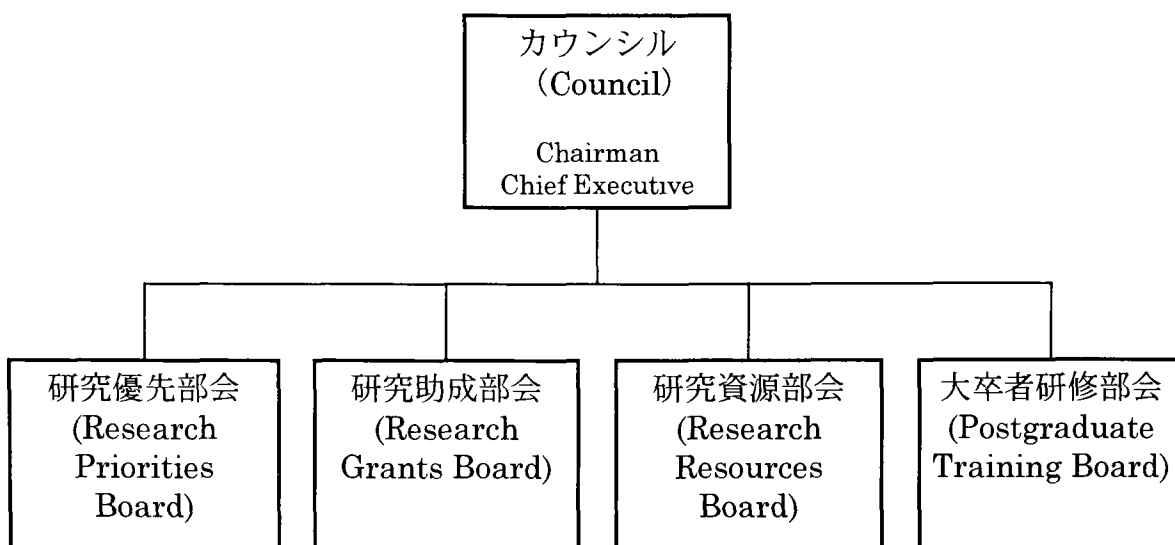 カウンシル
（Council）
Chairman
Chief Executive
研究優先部会
(Research
Priorities
Board)
研究助成部会
(Research
Grants Board)
研究資源部会
(Research
Resources
Board)
大卒者研修部会
(Postgraduate
Training Board)